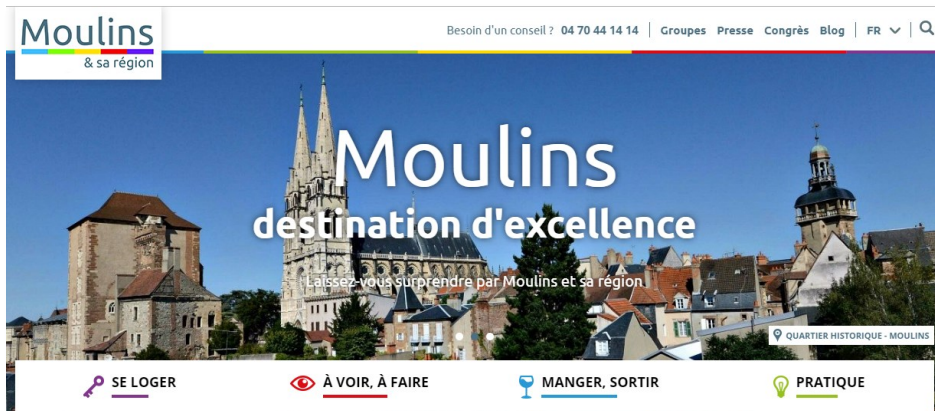 Moulins
& sa région
Besoin d'un conseil ? 04 70 44 14 14 Groupes Presse Congrès Blog FR
Moulins
destination d'excellence
Laissez-vous surprendre par Moulins et sa région
QUARTIER HISTORIQUE - MOULINS
SE LOGER À VOIR, À FAIRE MANGER, SORTIR PRATIQUE